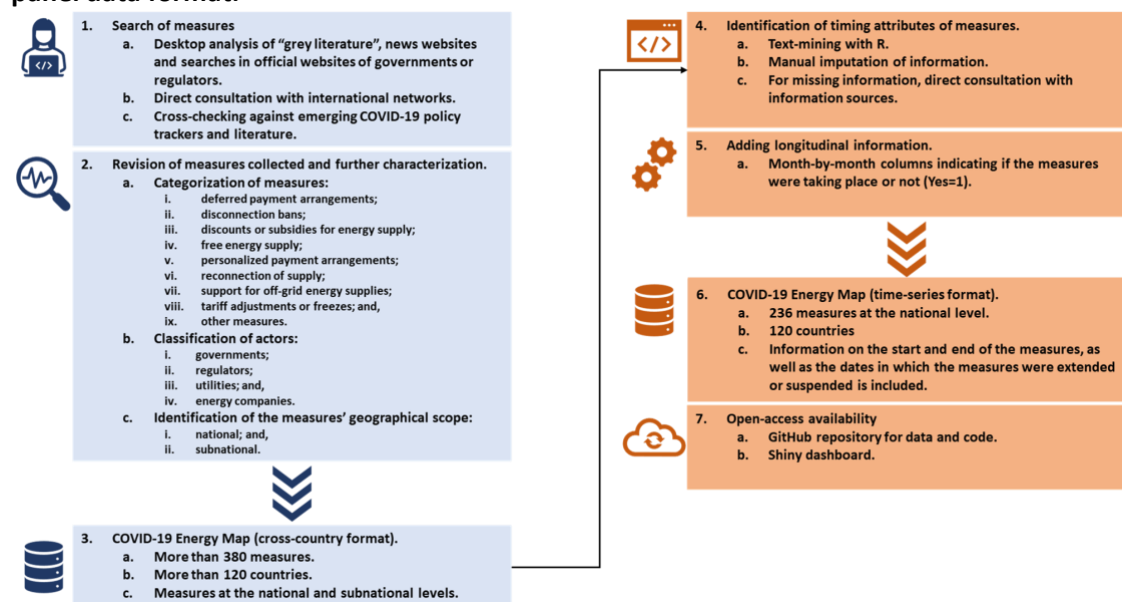 panel data format.
1. Search of measures
a. Desktop analysis of “grey literature”, news websites
and searches in official websites of governments or
regulators.
b. Direct consultation with international networks.
c. Cross-checking against emerging COVID-19 policy
trackers and literature.
2. Revision of measures collected and further characterization.
a. Categorization of measures:
i. deferred payment arrangements;
ii. disconnection bans;
iii. discounts or subsidies for energy supply;
iv. free energy supply;
v. personalized payment arrangements;
vi. reconnection of supply;
vii. support for off-grid energy supplies;
viii. tariff adjustments or freezes; and,
ix. other measures.
b. Classification of actors:
i. governments;
ii. regulators;
iii. utilities; and,
iv. energy companies.
c. Identification of the measures’ geographical scope:
i. national; and,
ii. subnational.
3. COVID-19 Energy Map (cross-country format).
a. More than 380 measures.
b. More than 120 countries.
c. Measures at the national and subnational levels.
4. Identification of timing attributes of measures.
a. Text-mining with R.
b. Manual imputation of information.
c. For missing information, direct consultation with
information sources.
5. Adding longitudinal information.
a. Month-by-month columns indicating if the measures
were taking place or not (Yes=1).
6. COVID-19 Energy Map (time-series format).
a. 236 measures at the national level.
b. 120 countries
c. Information on the start and end of the measures, as
well as the dates in which the measures were extended
or suspended is included.
7. Open-access availability
a. GitHub repository for data and code.
b. Shiny dashboard.